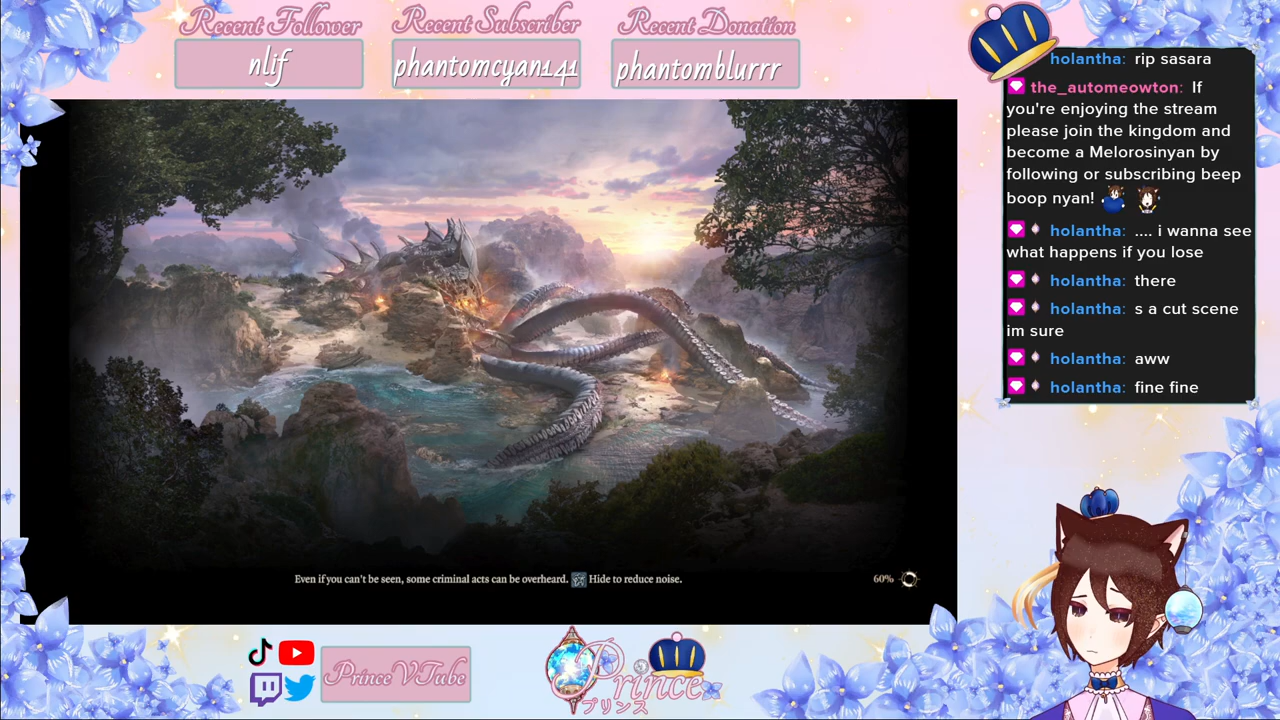 Recent Follower
nlif
Recent Subscriber
phantomcyan141
Recent Donation
phantomblurrr
holantha: rip sasara
the_automeowton: If
you're enjoying the stream
please join the kingdom and
become a Melorosinyan by
following or subscribing beep
boop nyan!
holantha: .... i wanna see
what happens if you lose
holantha: there
holantha: s a cut scene
im sure
holantha: aww
holantha: fine fine
Even if you can't be seen, some criminal acts can be overheard. Hide to reduce noise.
60%
PrinceVTube
Prince
プリンス